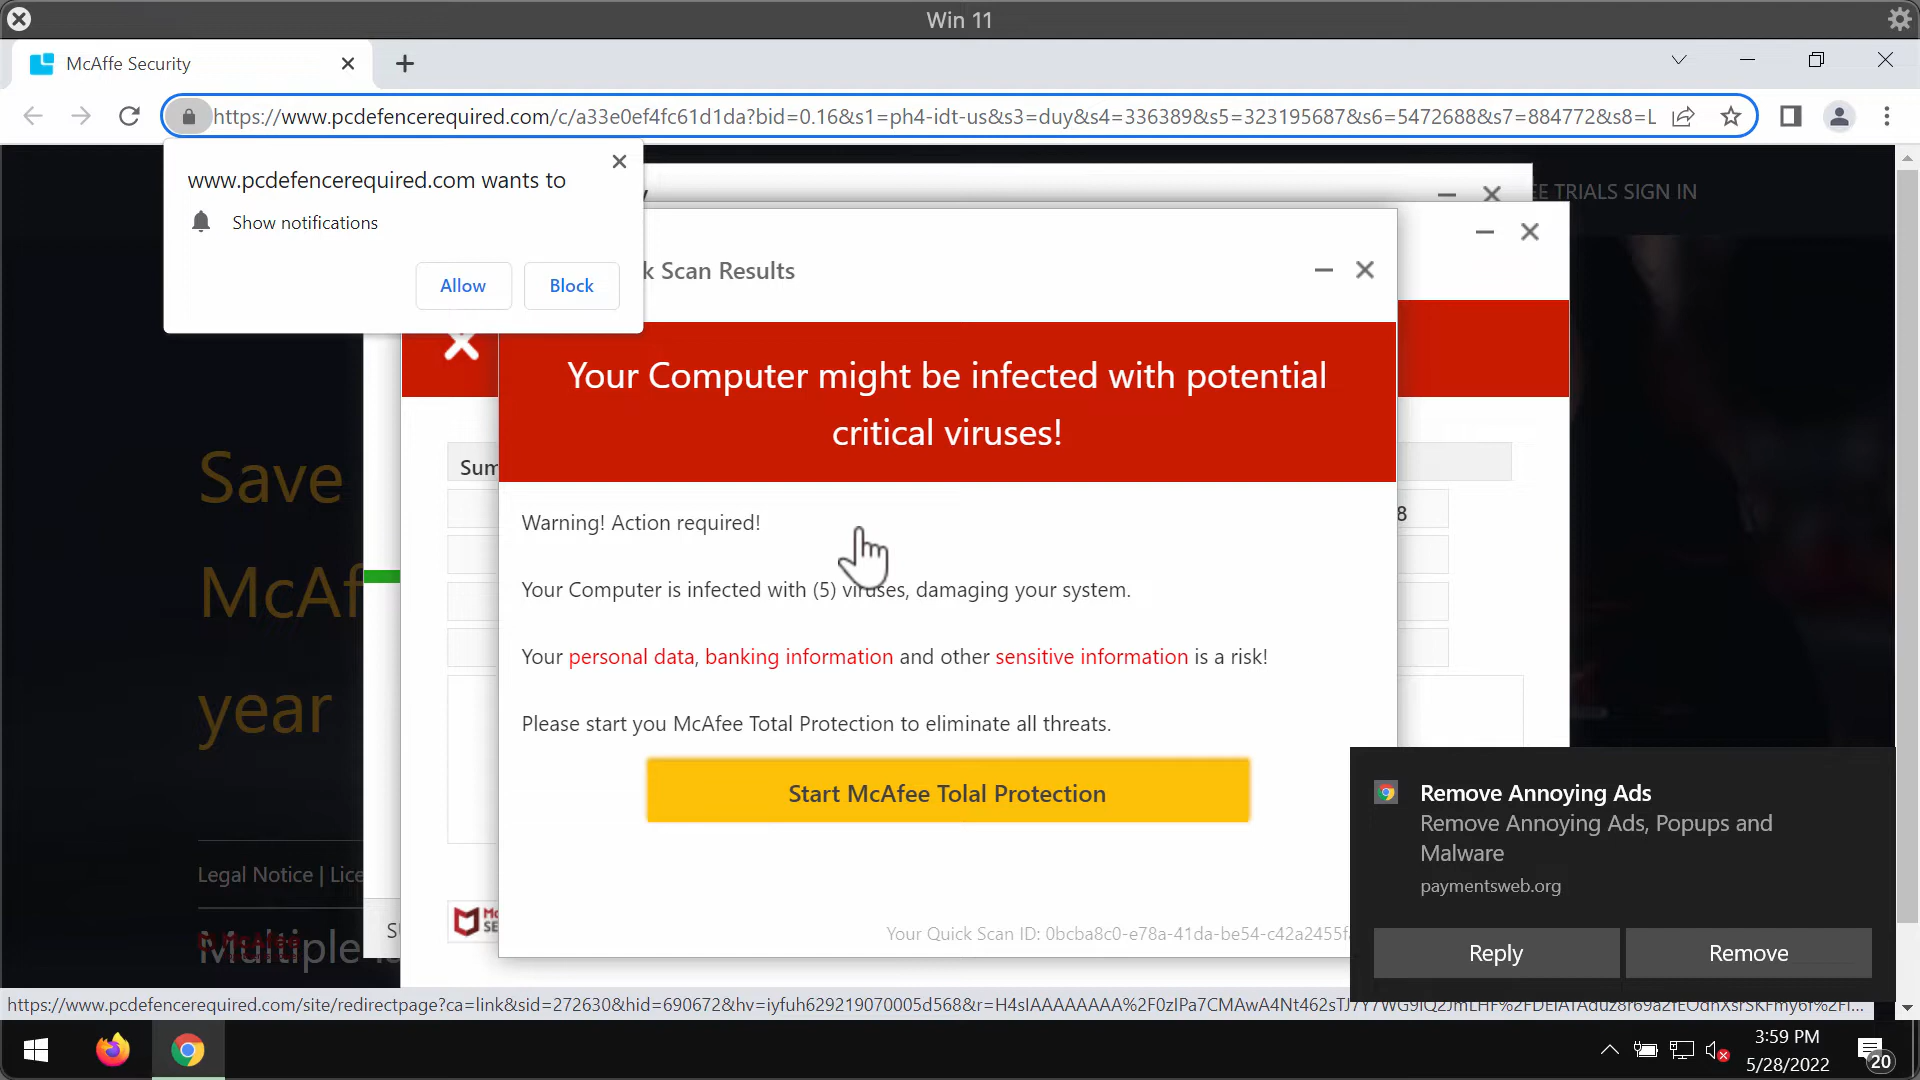 Win 11
McAffe Security
https://www.pcdefencerequired.com/c/a33e0ef4fc61d1da?bid=0.16&s1=ph4-idt-us&s3=duy&s4=336389&s5=323195687&s6=5472688&s7=884772&s8=L
www.pcdefencerequired.com wants to
Show notifications
Allow
Block
TRIALS SIGN IN
Scan Results
Your Computer might be infected with potential
critical viruses!
Sum
8
Warning! Action required!
Your Computer is infected with (5) viruses, damaging your system.
Your personal data, banking information and other sensitive information is a risk!
Please start you McAfee Total Protection to eliminate all threats.
Start McAfee Tolal Protection
Your Quick Scan ID: 0bcba8c0-e78a-41da-be54-c42a2455f
Save
McAf
year
Legal Notice | Lice
Multiple
Remove Annoying Ads
Remove Annoying Ads, Popups and
Malware
paymentsweb.org
Reply
Remove
3:59 PM
5/28/2022
20